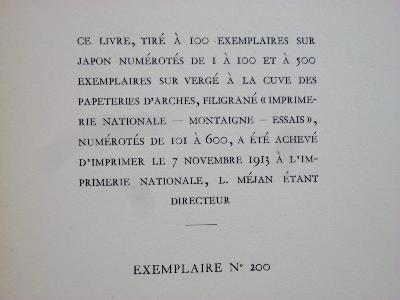 CE LIVRE, TIRÉ À 100 EXEMPLAIRES SUR
JAPON NUMÉROTÉS DE 1 À 100 ET À 500
EXEMPLAIRES SUR VERGÉ À LA CUVE DES
PAPETERIES D'ARCHES, FILIGRANÉ « IMPRIME-
RIE NATIONALE — MONTAIGNE — ESSAIS »,
NUMÉROTÉS DE 101 À 600, A ÉTÉ ACHEVÉ
D'IMPRIMER LE 7 NOVEMBRE 1913 À L'IM-
PRIMERIE NATIONALE, L. MÉJAN ÉTANT
DIRECTEUR
EXEMPLAIRE N° 200